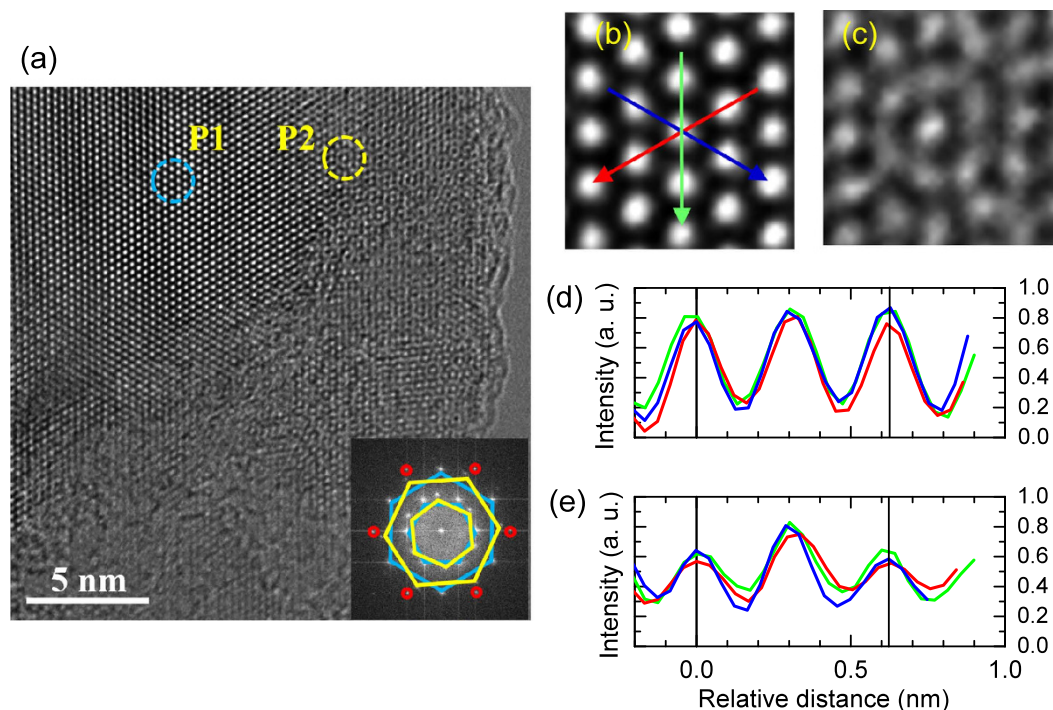 (a)
P1
P2
5 nm
(b)
(c)
(d)
Intensity (a. u.)
1.0
0.8
0.6
0.4
0.2
0.0
(e)
Intensity (a. u.)
1.0
0.8
0.6
0.4
0.2
0.0
0.0
0.5
1.0
Relative distance (nm)